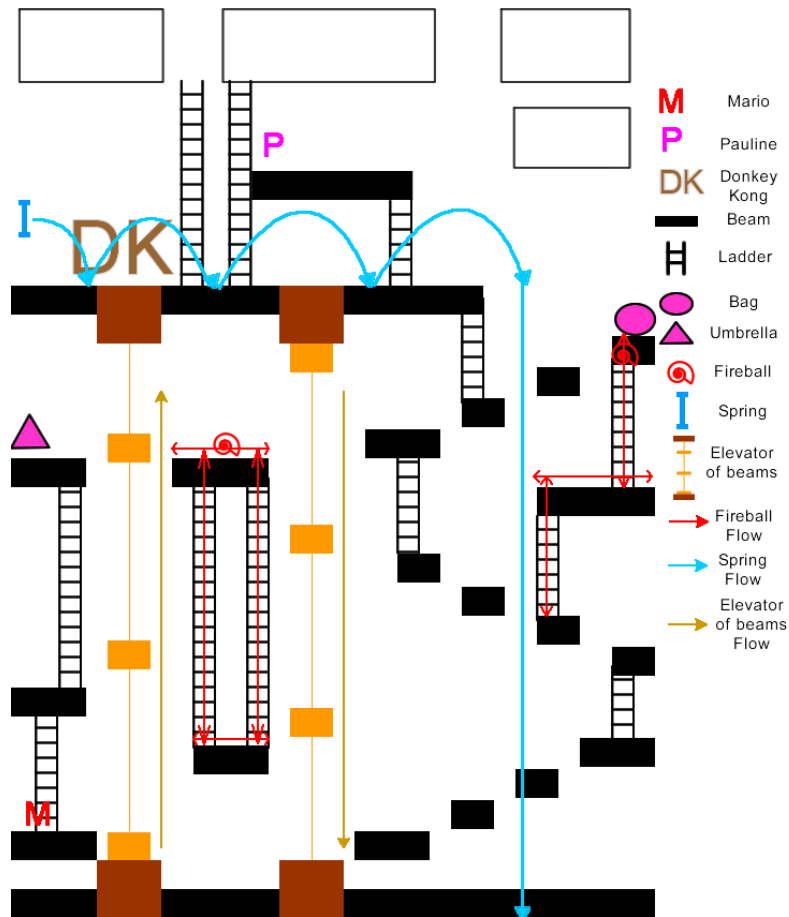 P
DK
M
M
Mario
P
Pauline
DK
Donkey
Kong
Beam
Ladder
Bag
Umbrella
Fireball
Spring
Elevator
of beams
Fireball
Flow
Spring
Flow
Elevator
of beams
Flow